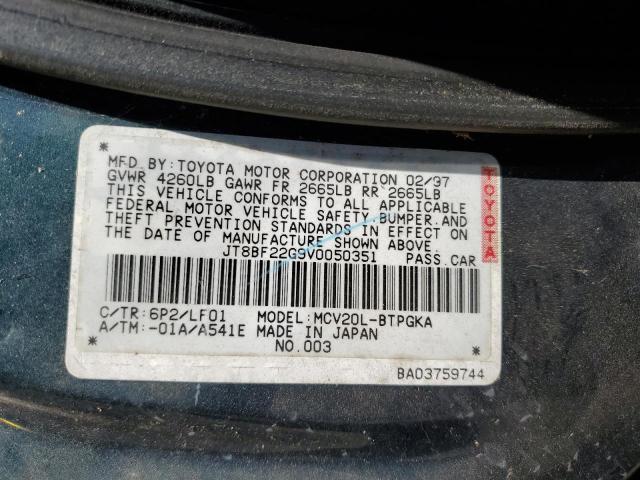 MFD BY: TOYOTA MOTOR CORPORATION 02/97
GVWR 4260LB GAWR FR 2665LB RR 2665LB
THIS VEHICLE CONFORMS TO ALL APPLICABLE
FEDERAL MOTOR VEHICLE SAFETY, BUMPER, AND
THEFT PREVENTION STANDARDS IN EFFECT ON
THE DATE OF MANUFACTURE SHOWN ABOVE
JT8BF22G9V0050351 PASS.CAR
TOYOTA
C/TR: 6P2/LF01 MODEL: MCV20L-BTPGKA
A/TM: -01A/A541E MADE IN JAPAN
* NO.003 *
BA03759744